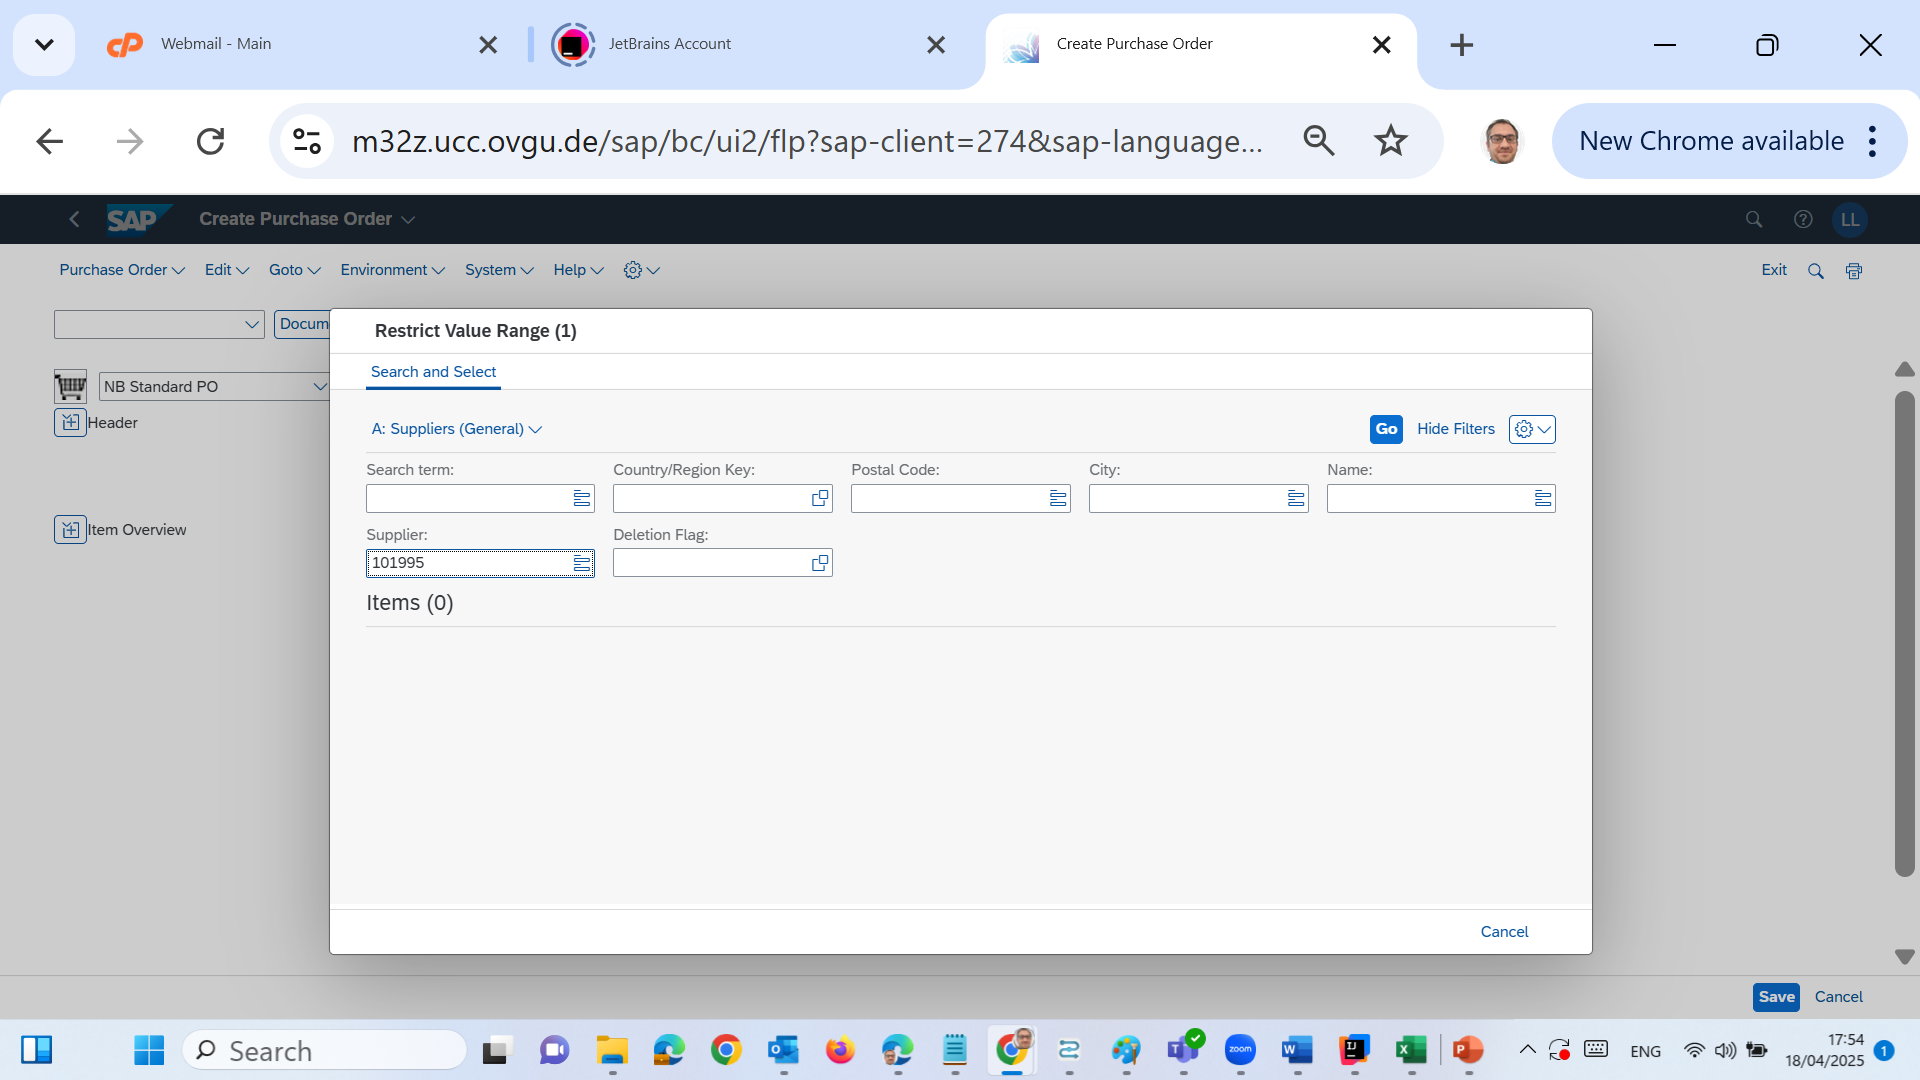 Webmail - Main
JetBrains Account
Create Purchase Order
m32z.ucc.ovgu.de/sap/bc/ui2/flp?sap-client=274&sap-language...
New Chrome available
SAP
Create Purchase Order
LL
Purchase Order
Edit
Goto
Environment
System
Help
Exit
Docum
Restrict Value Range (1)
Search and Select
NB Standard PO
Header
A: Suppliers (General)
Go
Hide Filters
Search term:
Country/Region Key:
Postal Code:
City:
Name:
Item Overview
Supplier:
Deletion Flag:
101995
Items (0)
Cancel
Save
Cancel
Search
zoom
ENG
17:54
18/04/2025
1